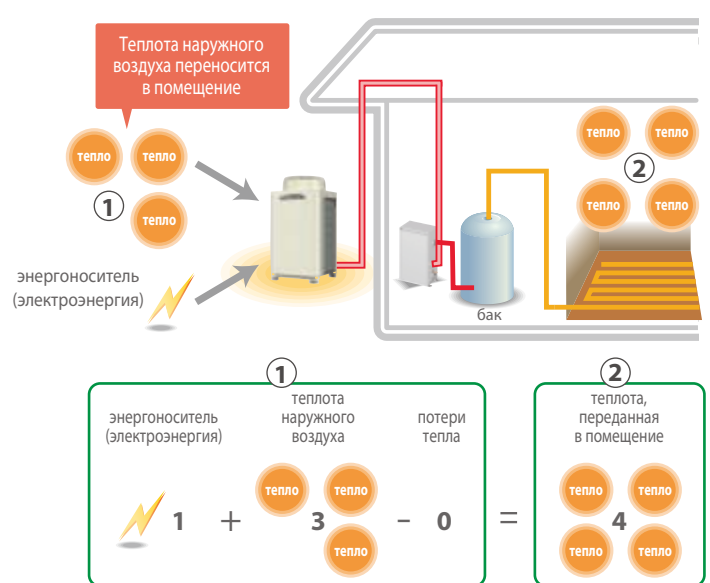 Теплота наружного
воздуха переносится
в помещение
тепло
тепло
тепло
1
энергоноситель
(электроэнергия)
бак
тепло
тепло
2
тепло
тепло
1
энергоноситель
(электроэнергия)
теплота
наружного
воздуха
потери
тепла
1
+
тепло
тепло
3
тепло
–
0
=
2
теплота,
переданная
в помещение
тепло
тепло
4
тепло
тепло